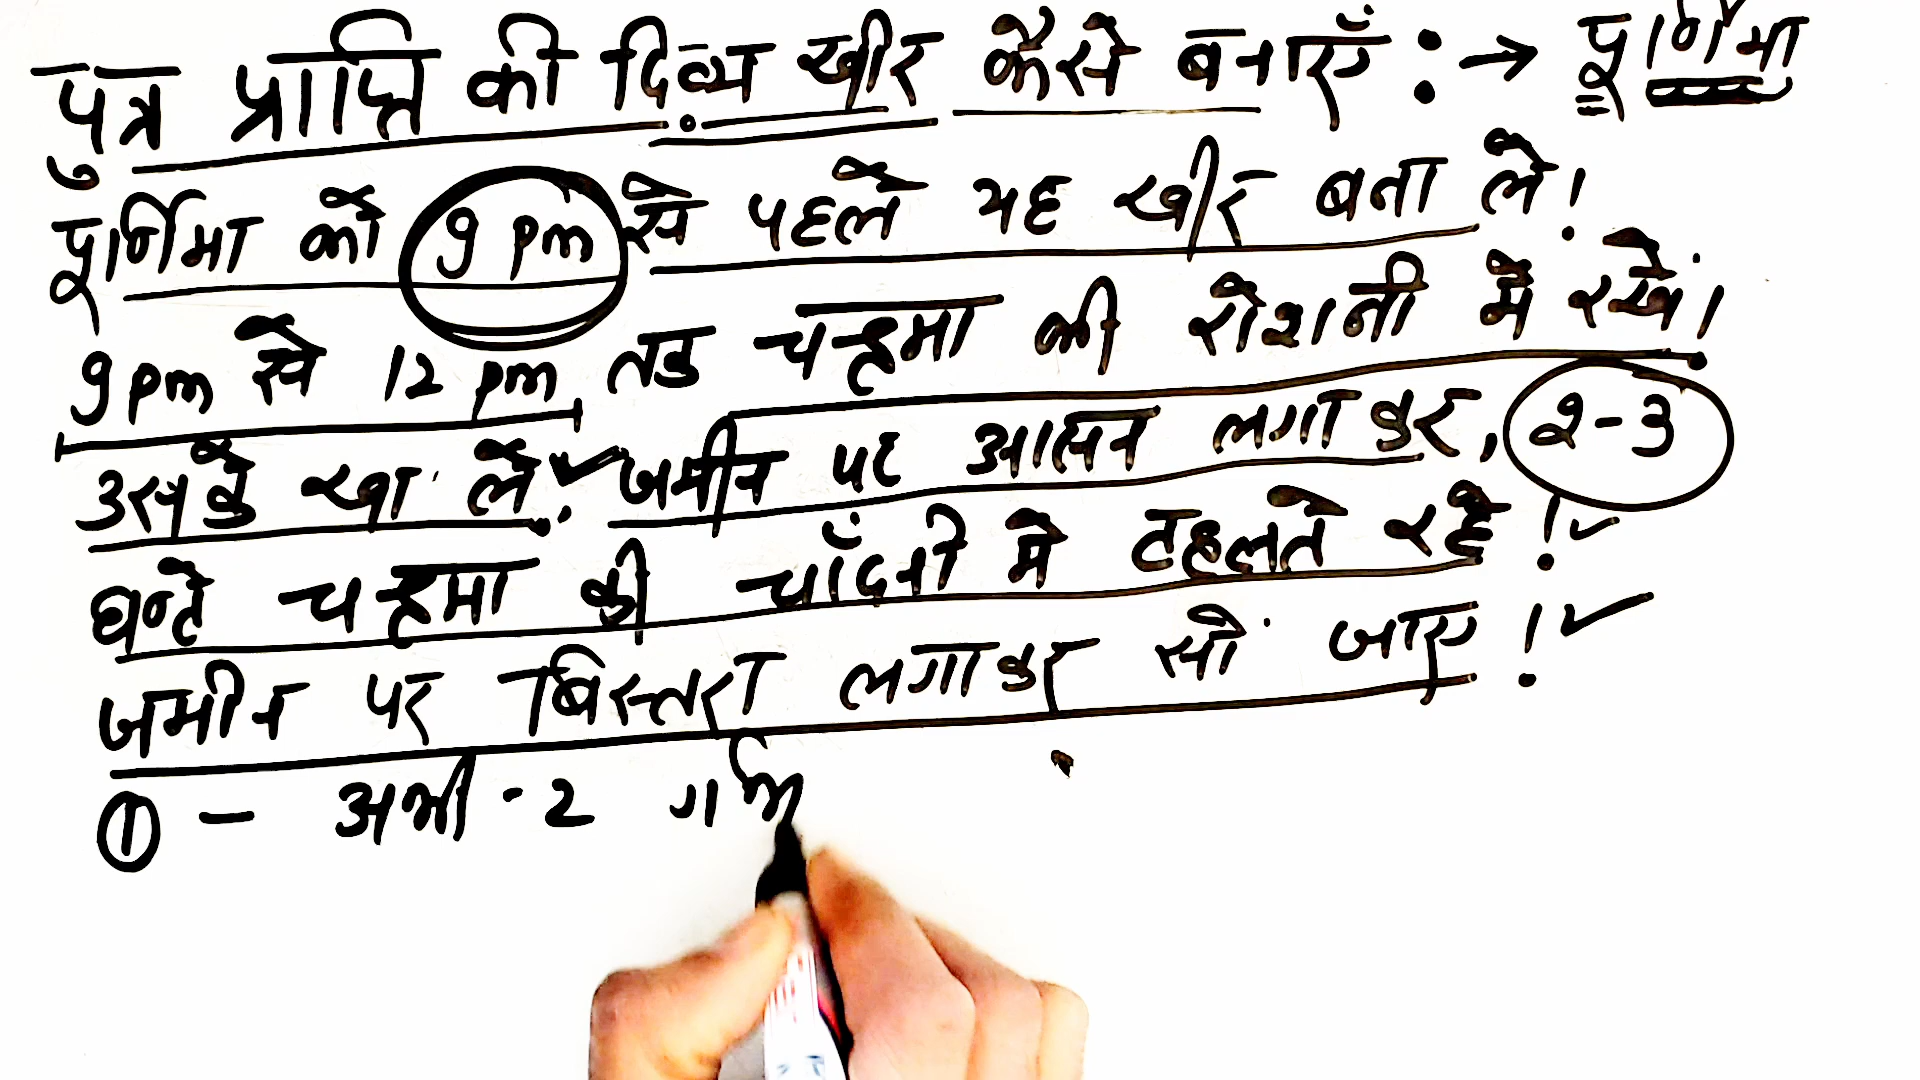 पुत्र प्राप्ति की दिव्य खीर कैसे बनाएँ :→ पूर्णिमा
पूर्णिमा को 9 pm से पहले यह खीर बना ले !
9 pm से 12 pm तक चन्द्रमा की रोशनी में रखें।
उसके खा लें ! जमीन पर आसन लगा कर, 2-3
घण्टे चन्द्रमा की चाँदनी में टहलते रहे !
जमीन पर बिस्तरा लगाकर सो जाए !
① - अभी - 2 गर्भ